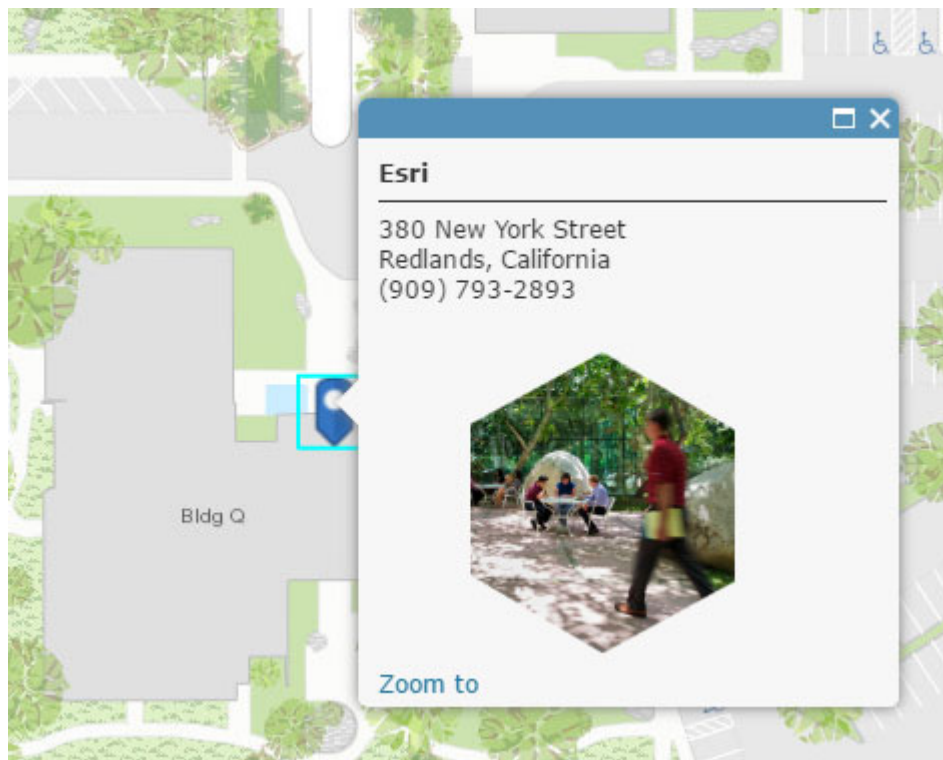 Esri
380 New York Street
Redlands, California
(909) 793-2893
Bldg Q
Zoom to